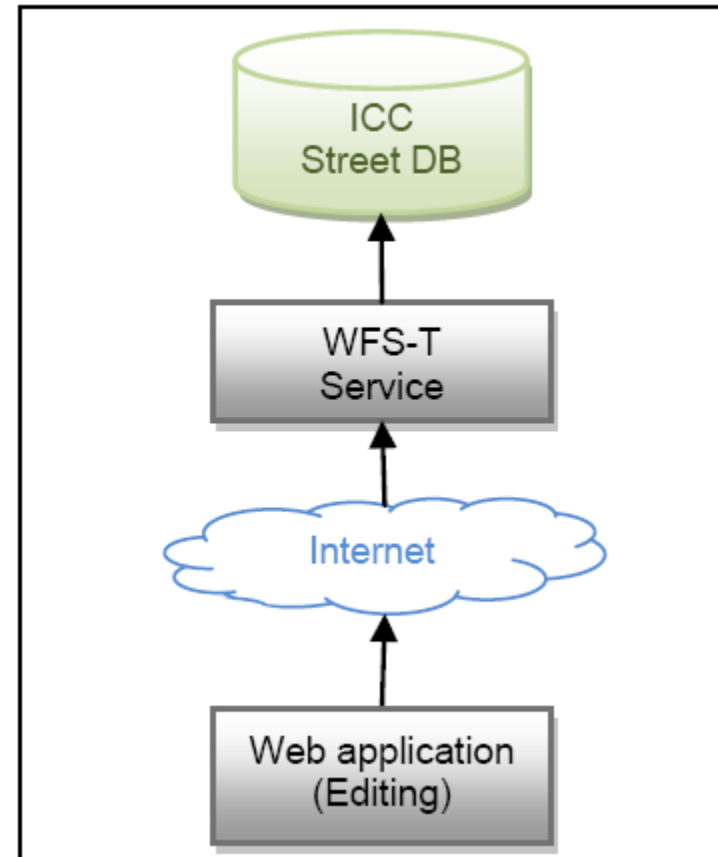 ICC
Street DB
WFS-T
Service
Internet
Web application
(Editing)